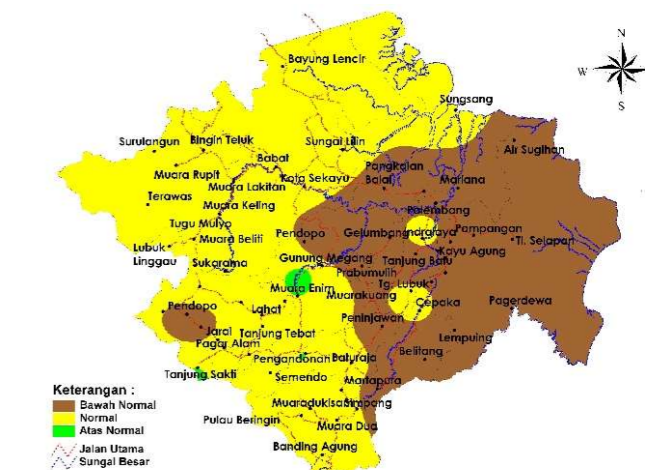 N
W
S
Bayung Lencir
Sungsang
Surulangun
Bingin Teluk
Sungai Lilin
Air Sugihan
Babat
Muara Rupit
Pangkalan
Balai
Muara Lakitan
Kota Sekayu
Mariana
Terawas
Muara Keling
Palembang
Tugu Mulyo
Gelumbang
Indralaya
Pampangan
Muara Beliti
Pendopo
Tl. Selapan
Lubuk
Linggau
Kayu Agung
Sukarama
Gunung Megang
Tanjung Batu
Prabumulih
Muara Enim
Tg. Lubuk
Muarakuang
Cepaka
Pagerdewa
Pendopo
Lahat
Peninjawan
Jarai
Tanjung Tebat
Lempuing
Pagar Alam
Pengandonan
Baturaja
Belitang
Tanjung Sakti
Semendo
Martapura
Keterangan :
Bawah Normal
Normal
Atas Normal
Jalan Utama
Sungai Besar
Muaradukisam
Simpang
Pulau Beringin
Muara Dua
Banding Agung